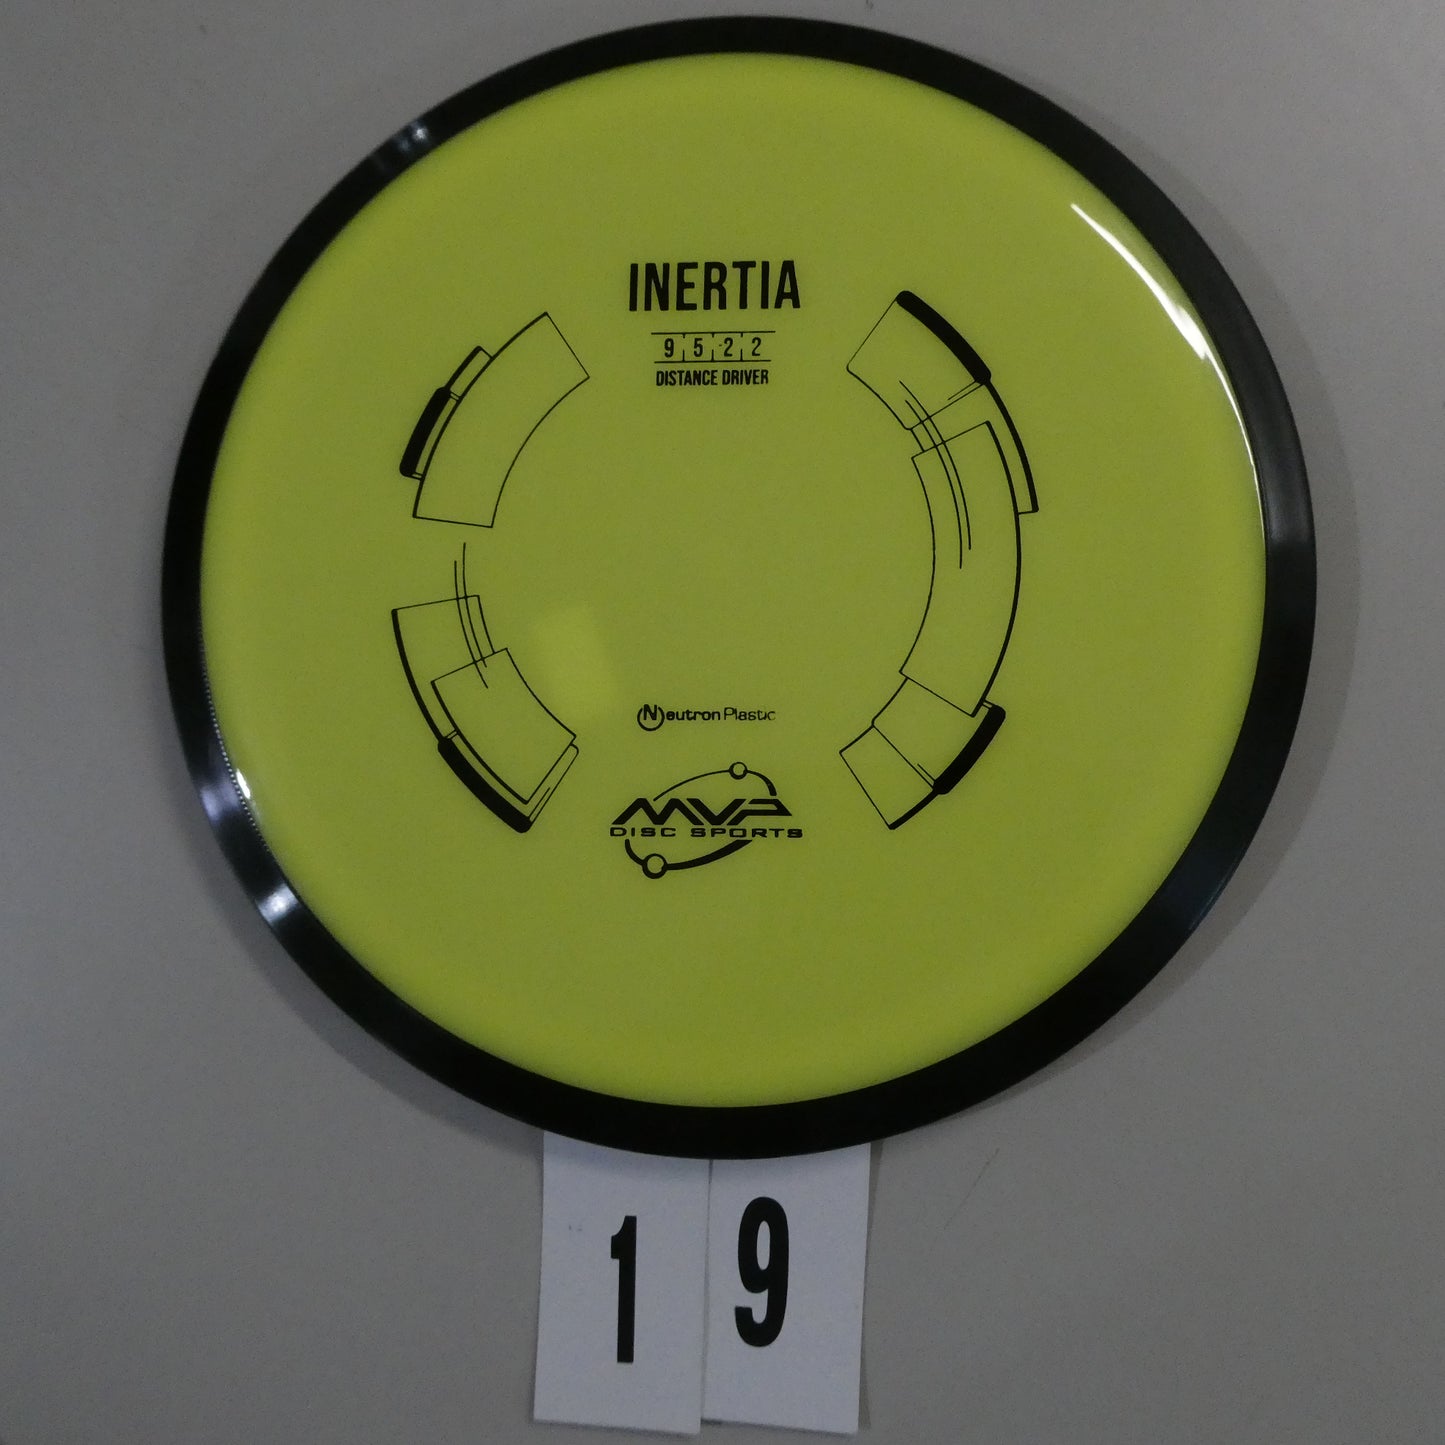 INERTIA
9 5 -2 2
DISTANCE DRIVER
Neutron Plastic
MVP
DISC SPORTS
1 9